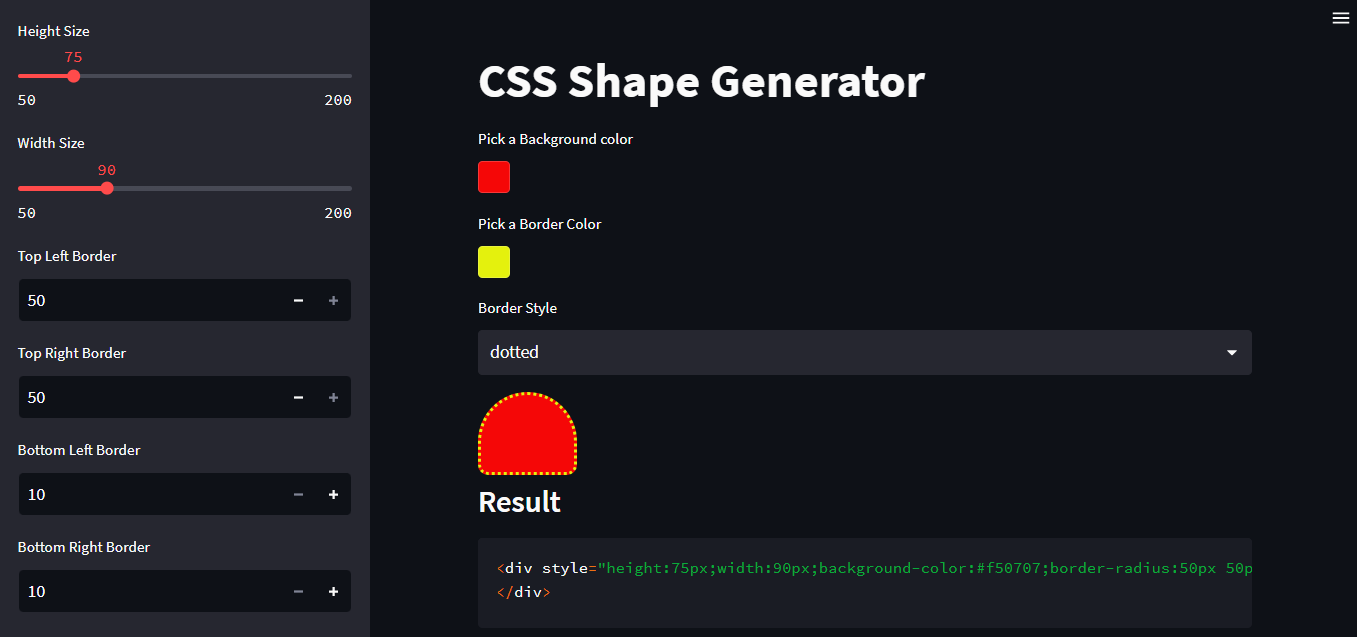 Height Size
75
50 200
Width Size
90
50 200
Top Left Border
50
Top Right Border
50
Bottom Left Border
10
Bottom Right Border
10
CSS Shape Generator
Pick a Background color
Pick a Border Color
Border Style
dotted
Result
<div style="height:75px;width:90px;background-color:#f50707;border-radius:50px 50p
</div>